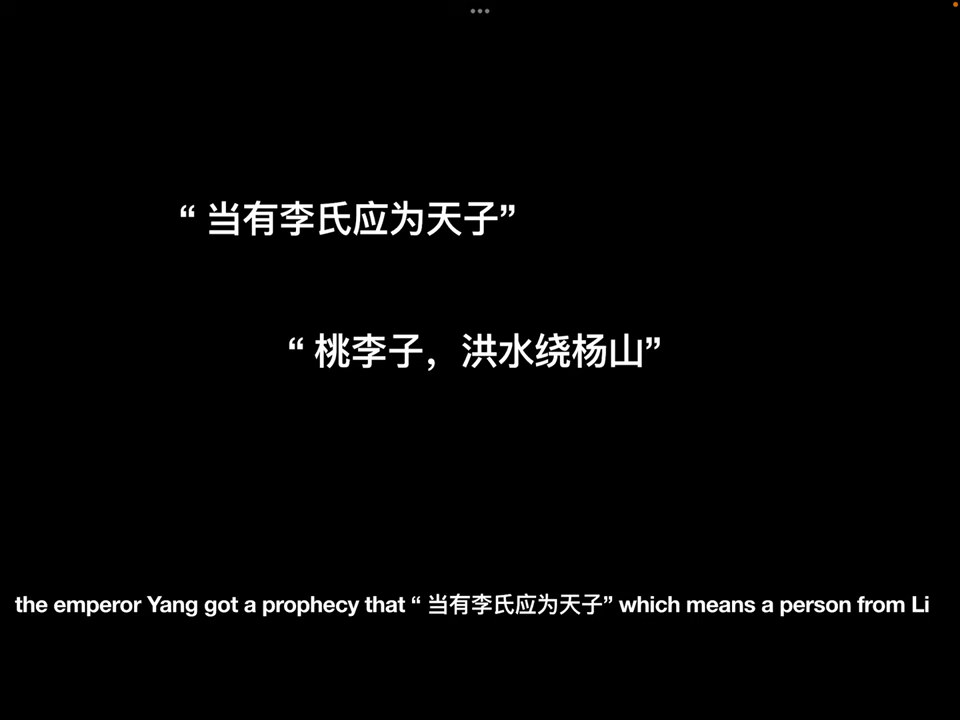 “ 当有李氏应为天子”
“ 桃李子，洪水绕杨山”
the emperor Yang got a prophecy that “ 当有李氏应为天子” which means a person from Li